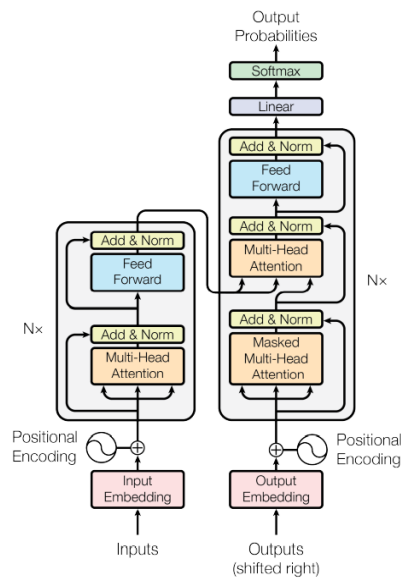 Output
Probabilities
Softmax
Linear
Add & Norm
Feed
Forward
Add & Norm
Multi-Head
Attention
Add & Norm
Masked
Multi-Head
Attention
Nx
Add & Norm
Feed
Forward
Nx
Add & Norm
Multi-Head
Attention
Positional
Encoding
Positional
Encoding
Input
Embedding
Output
Embedding
Inputs
Outputs
(shifted right)